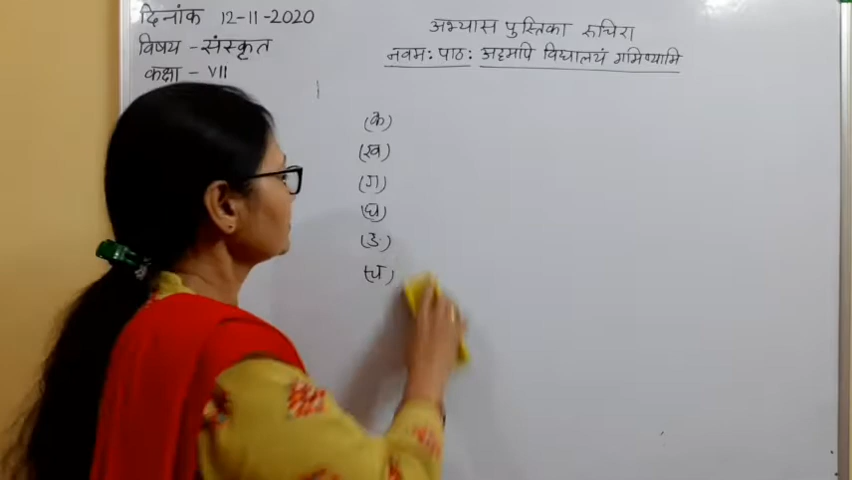 दिनांक 12-11-2020
विषय - संस्कृत
कक्षा - VII
अभ्यास पुस्तिका रुचिरा
नवमः पाठः अहमपि विद्यालयं गमिष्यामि
(क)
(ख)
(ग)
(घ)
(ङ)
(च)